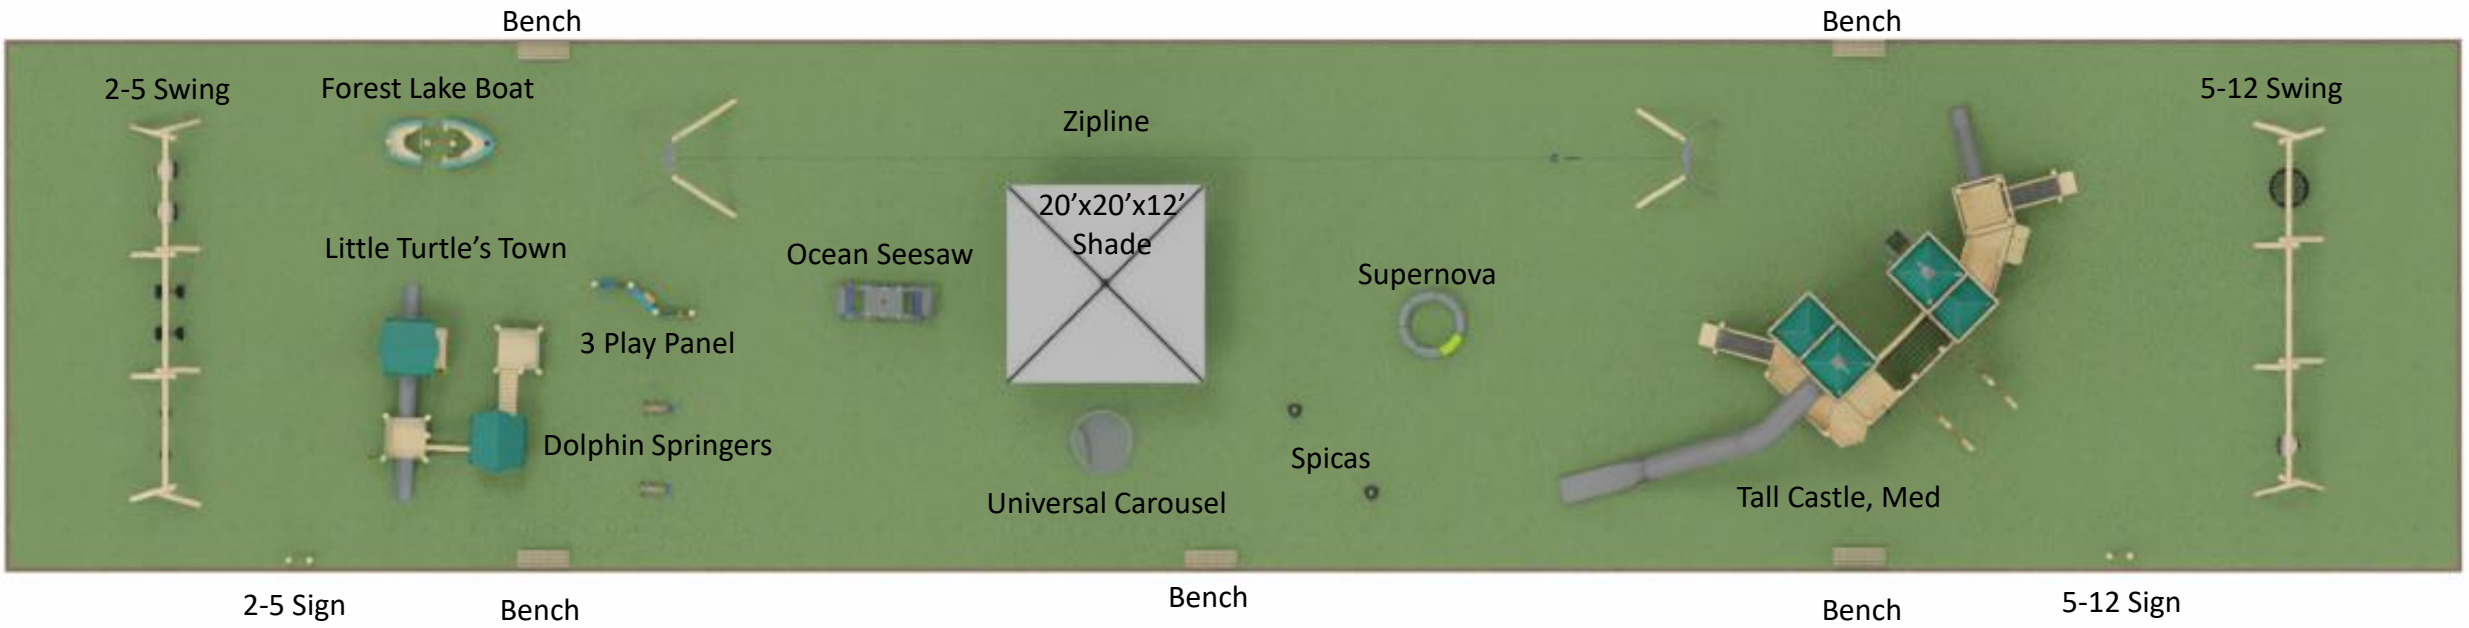 Bench
Bench
2-5 Swing
Forest Lake Boat
5-12 Swing
Zipline
20’x20’x12’
Shade
Little Turtle’s Town
Ocean Seesaw
Supernova
3 Play Panel
Dolphin Springers
Spicas
Universal Carousel
Tall Castle, Med
2-5 Sign
Bench
Bench
Bench
5-12 Sign